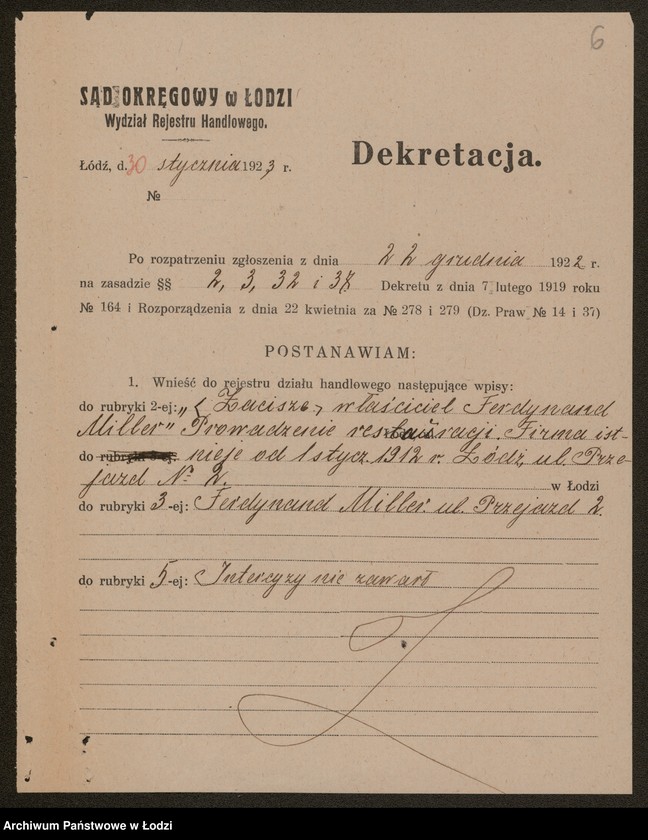 6
SĄD OKRĘGOWY w ŁODZI
Wydział Rejestru Handlowego.
Łódź, d. 30 stycznia 1923 r.
Dekretacja.
№
Po rozpatrzeniu zgłoszenia z dnia 22 grudnia 1922 r.
na zasadzie §§ 2, 3, 32 i 37 Dekretu z dnia 7 lutego 1919 roku
№ 164 i Rozporządzenia z dnia 22 kwietnia za № 278 i 279 (Dz. Praw № 14 i 37)
POSTANAWIAM:
1. Wnieść do rejestru działu handlowego następujące wpisy:
do rubryki 2-ej: „Zacisze, właściciel Ferdynand
Miller" Prowadzenie restauracji. Firma ist-
do nieje od 1 stycz. 1912 r. Łódź, ul. Prze-
jazd № 2. w Łodzi
do rubryki 3-ej: Ferdynand Miller. ul. Przejazd 2.
do rubryki 5-ej: Intercyzy nie zawarł
Archiwum Państwowe w Łodzi